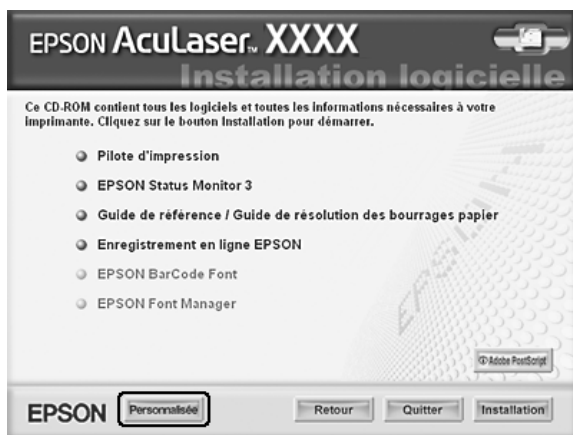 EPSON AcuLaser™ XXXX
Installation logicielle
Ce CD-ROM contient tous les logiciels et toutes les informations nécessaires à votre
imprimante. Cliquez sur le bouton Installation pour démarrer.
Pilote d'impression
EPSON Status Monitor 3
Guide de référence / Guide de résolution des bourrages papier
Enregistrement en ligne EPSON
EPSON BarCode Font
EPSON Font Manager
EPSON
Adobe PostScript
EPSON Personnalisée Retour Quitter Installation